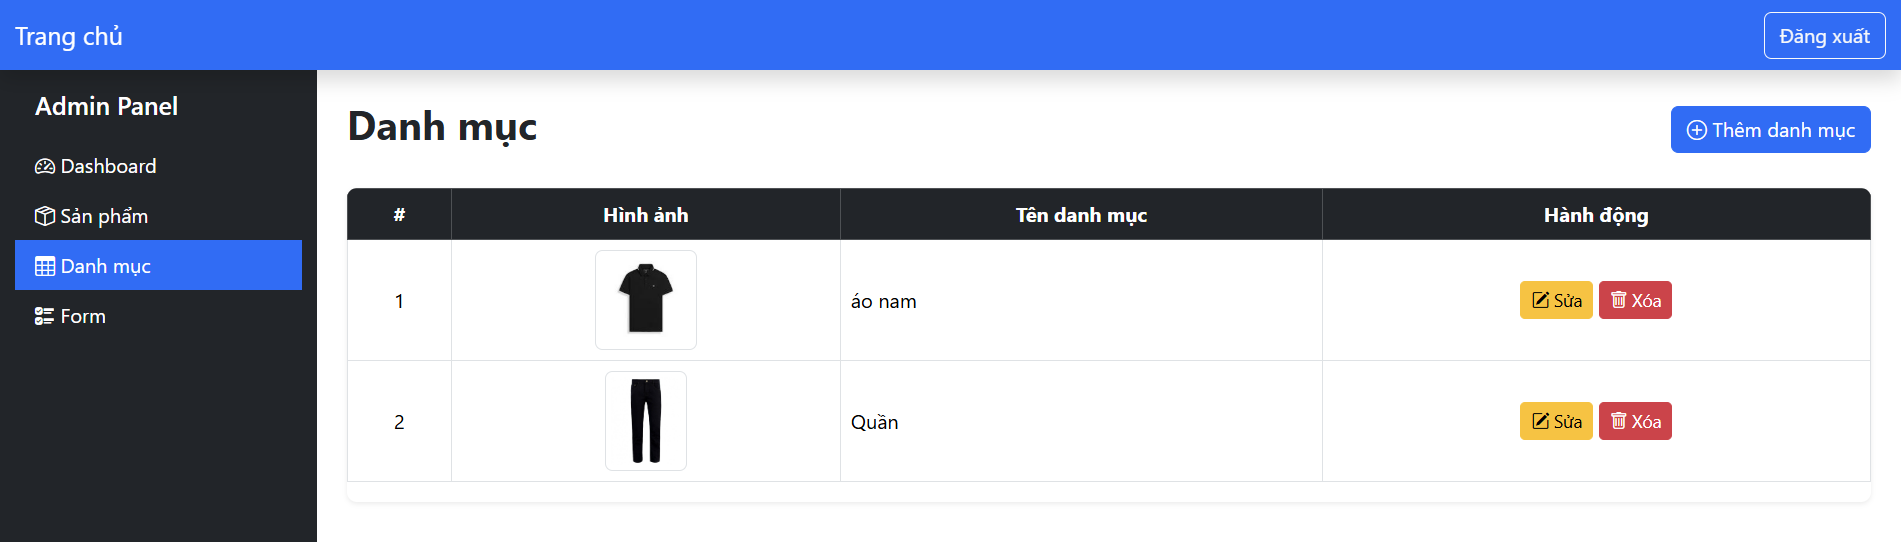 Trang chủ
Đăng xuất
Admin Panel
Dashboard
Sản phẩm
Danh mục
Form
Danh mục
Thêm danh mục
# Hình ảnh Tên danh mục Hành động
1 áo nam Sửa Xóa
2 Quần Sửa Xóa